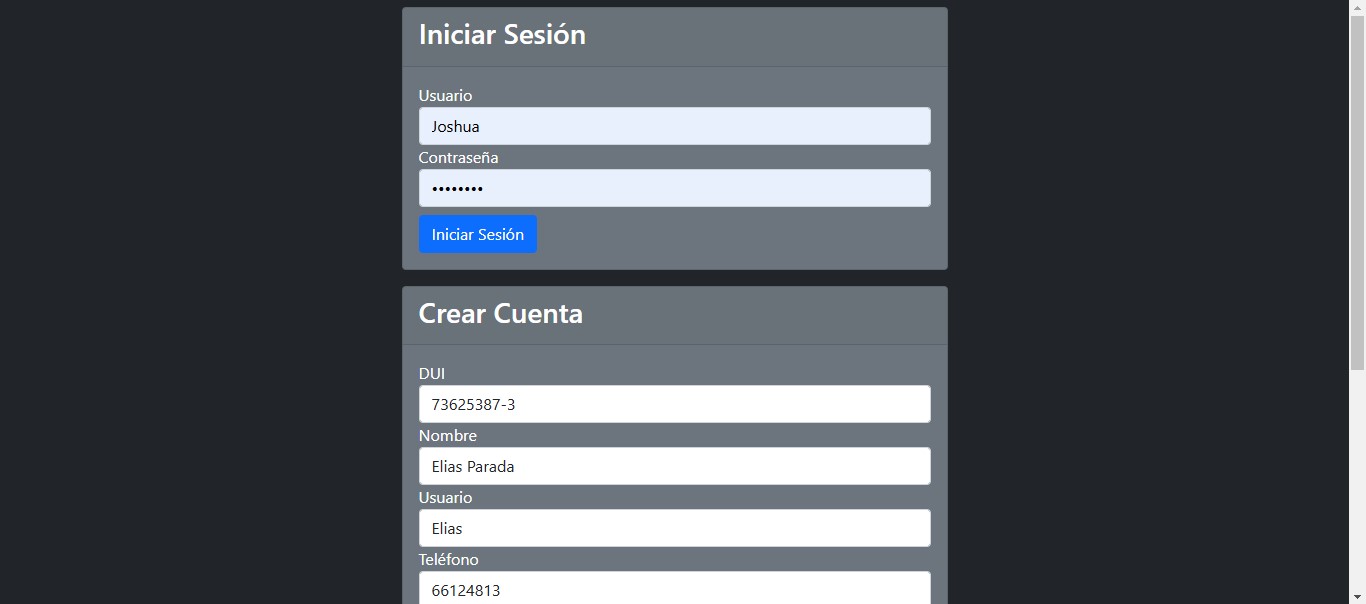 Iniciar Sesión
Usuario
Joshua
Contraseña
••••••••
Iniciar Sesión
Crear Cuenta
DUI
73625387-3
Nombre
Elias Parada
Usuario
Elias
Teléfono
66124813